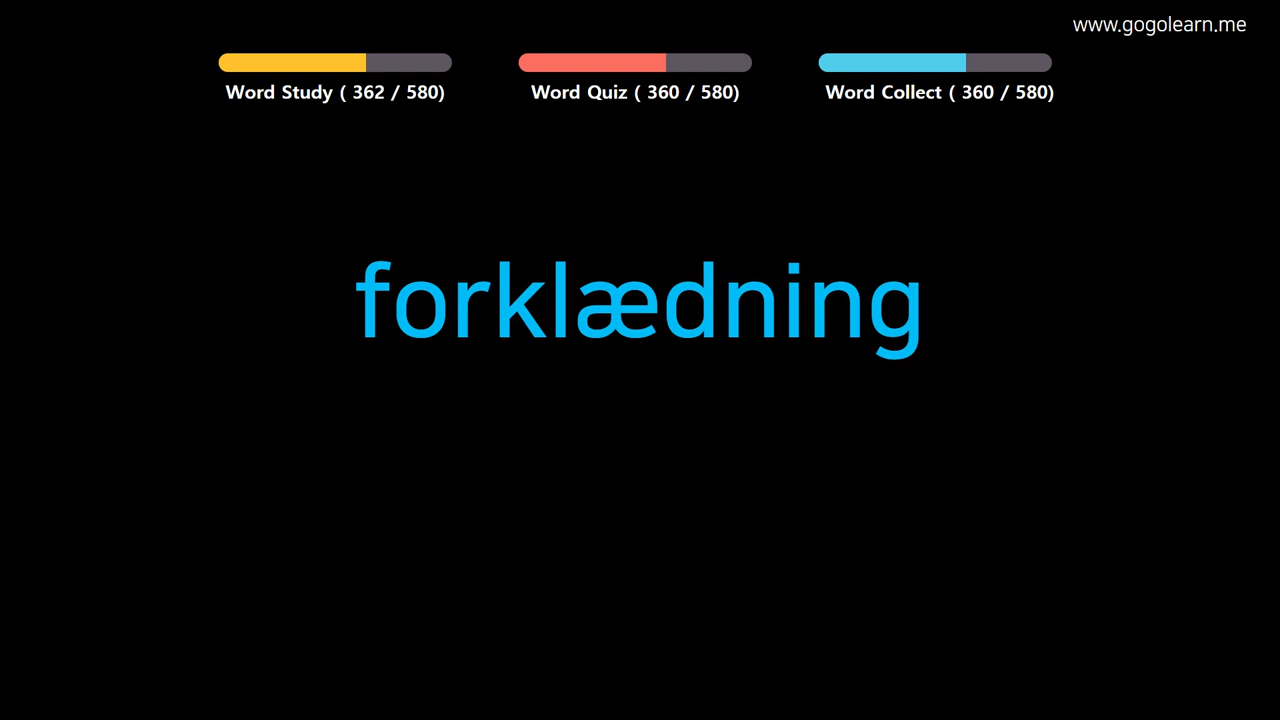 www.gogolearn.me
Word Study ( 362 / 580)
Word Quiz ( 360 / 580)
Word Collect ( 360 / 580)
forklædning